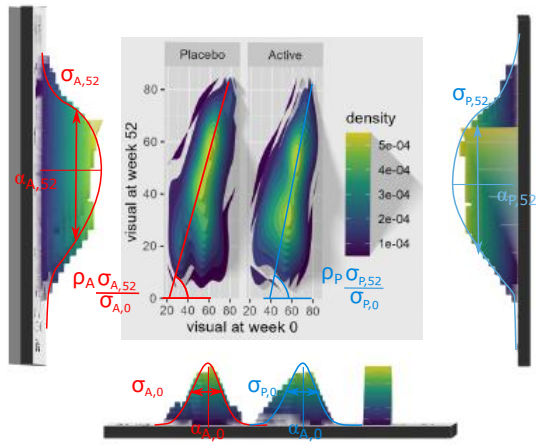 Placebo Active
σA,52
αA,52
ρA σA,52
σA,0
visual at week 52
80
60
40
20
0
20 40 60 80 20 40 60 80
visual at week 0
density
5e-04
4e-04
3e-04
2e-04
1e-04
ρP σP,52
σP,0
σP,52
-αP,52
σA,0
αA,0
σP,0
αA,0